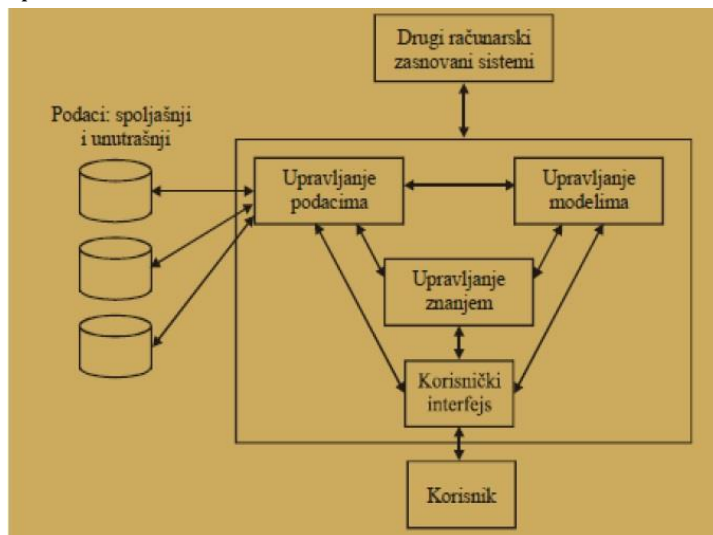 Drugi računarski
zasnovani sistemi
Podaci: spoljašnji
i unutrašnji
Upravljanje
podacima
Upravljanje
modelima
Upravljanje
znanjem
Korisnički
interfejs
Korisnik